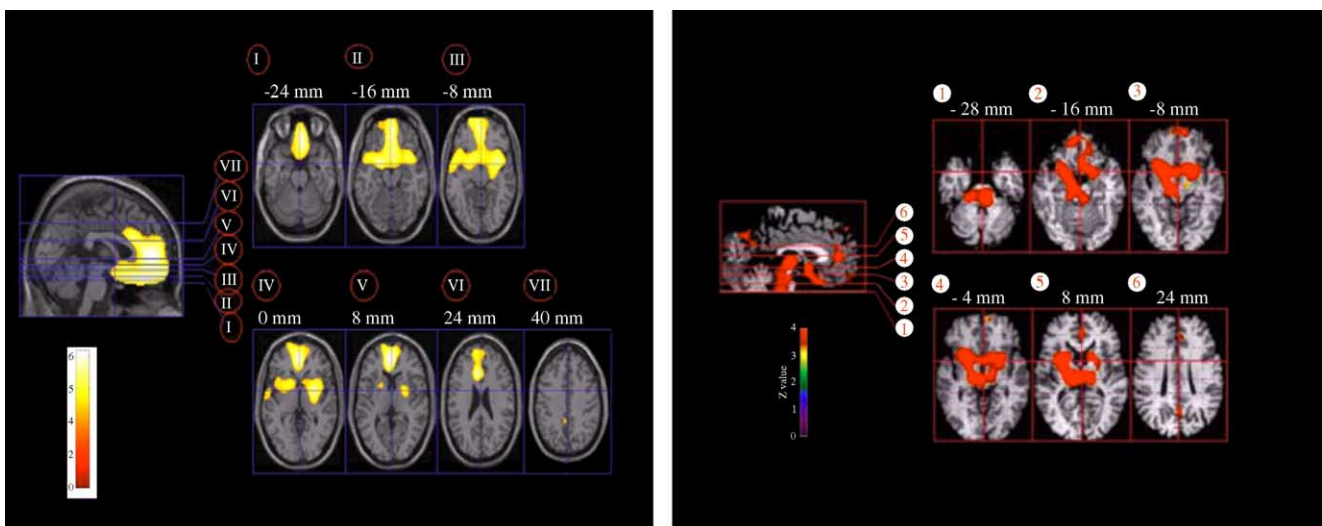 I II III
-24 mm -16 mm -8 mm
VII
VI
V
IV
III
II
I
IV V VI VII
0 mm 8 mm 24 mm 40 mm
6
5
4
2
0
1 2 3
- 28 mm - 16 mm -8 mm
6
5
4
3
2
1
4 5 6
- 4 mm 8 mm 24 mm
Z value
4
3
2
1
0